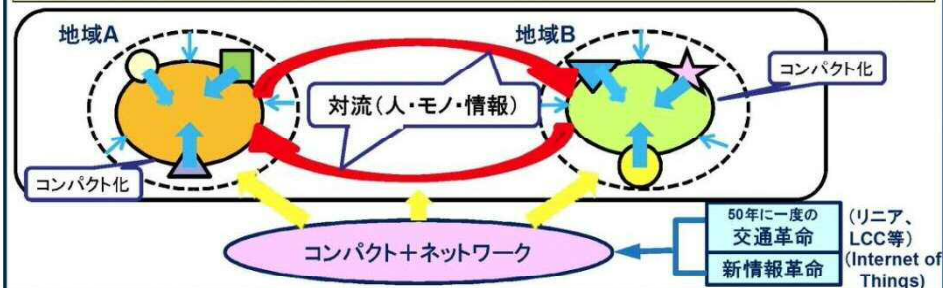 地域A
地域B
コンパクト化
対流(人・モノ・情報)
コンパクト化
コンパクト+ネットワーク
50年に一度の
交通革命
新情報革命
(リニア、
LCC等)
(Internet of
Things)